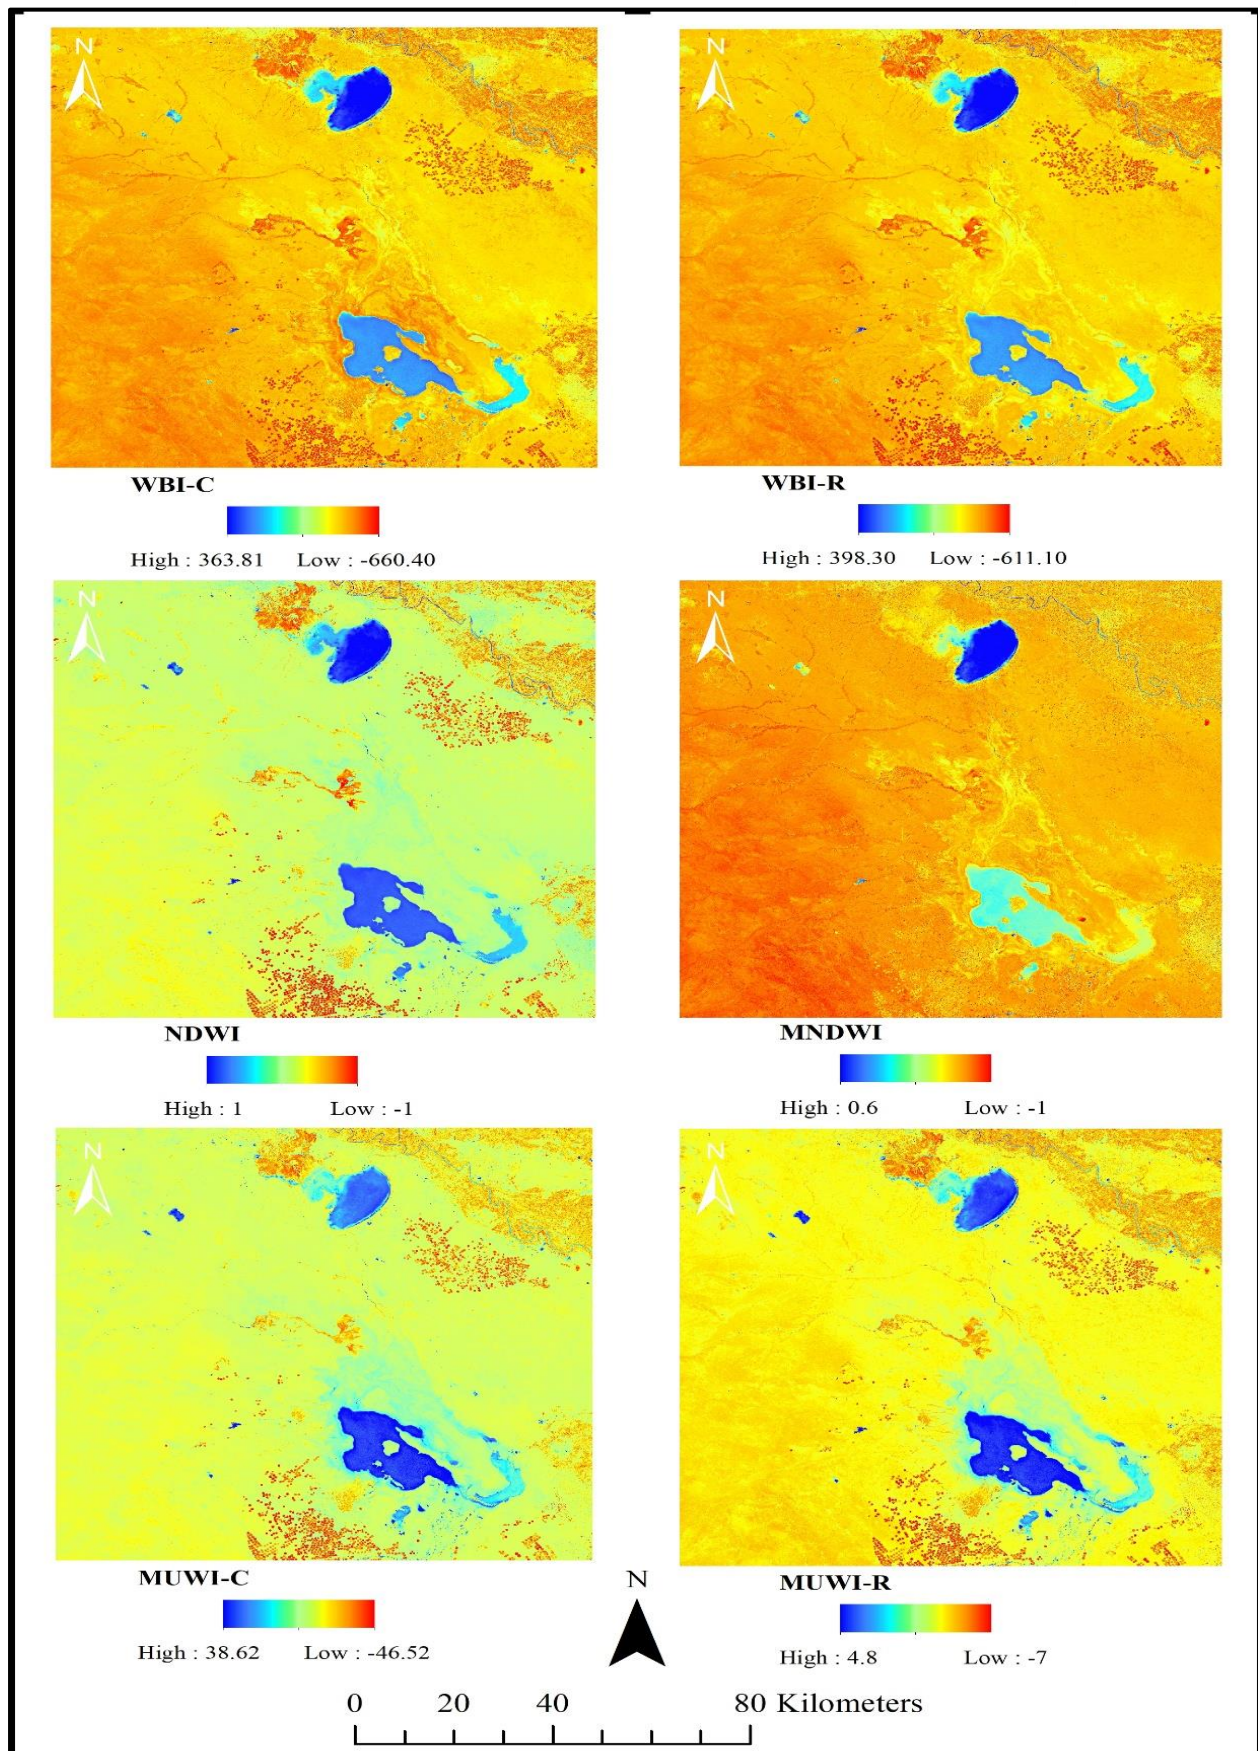 N
N
WBI-C
WBI-R
High : 363.81 Low : -660.40
High : 398.30 Low : -611.10
N
N
NDWI
MNDWI
High : 1 Low : -1
High : 0.6 Low : -1
N
N
MUWI-C
N
MUWI-R
High : 38.62 Low : -46.52
High : 4.8 Low : -7
0 20 40 80 Kilometers